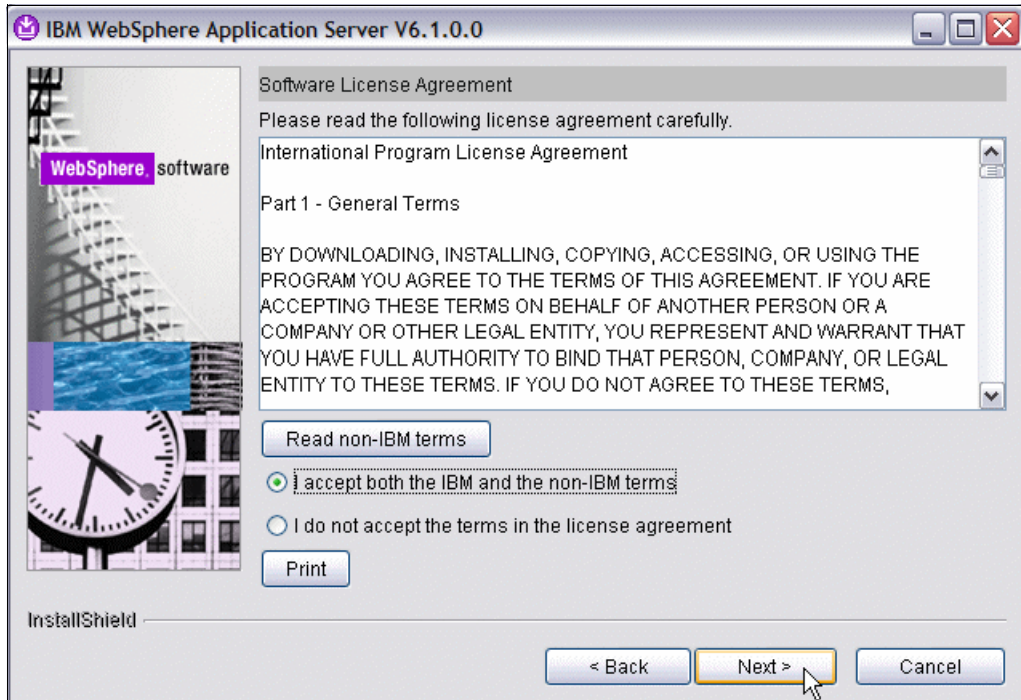 IBM WebSphere Application Server V6.1.0.0
WebSphere. software
Software License Agreement
Please read the following license agreement carefully.
International Program License Agreement
Part 1 - General Terms
BY DOWNLOADING, INSTALLING, COPYING, ACCESSING, OR USING THE
PROGRAM YOU AGREE TO THE TERMS OF THIS AGREEMENT. IF YOU ARE
ACCEPTING THESE TERMS ON BEHALF OF ANOTHER PERSON OR A
COMPANY OR OTHER LEGAL ENTITY, YOU REPRESENT AND WARRANT THAT
YOU HAVE FULL AUTHORITY TO BIND THAT PERSON, COMPANY, OR LEGAL
ENTITY TO THESE TERMS. IF YOU DO NOT AGREE TO THESE TERMS,
Read non-IBM terms
I accept both the IBM and the non-IBM terms
I do not accept the terms in the license agreement
Print
InstallShield
< Back
Next >
Cancel